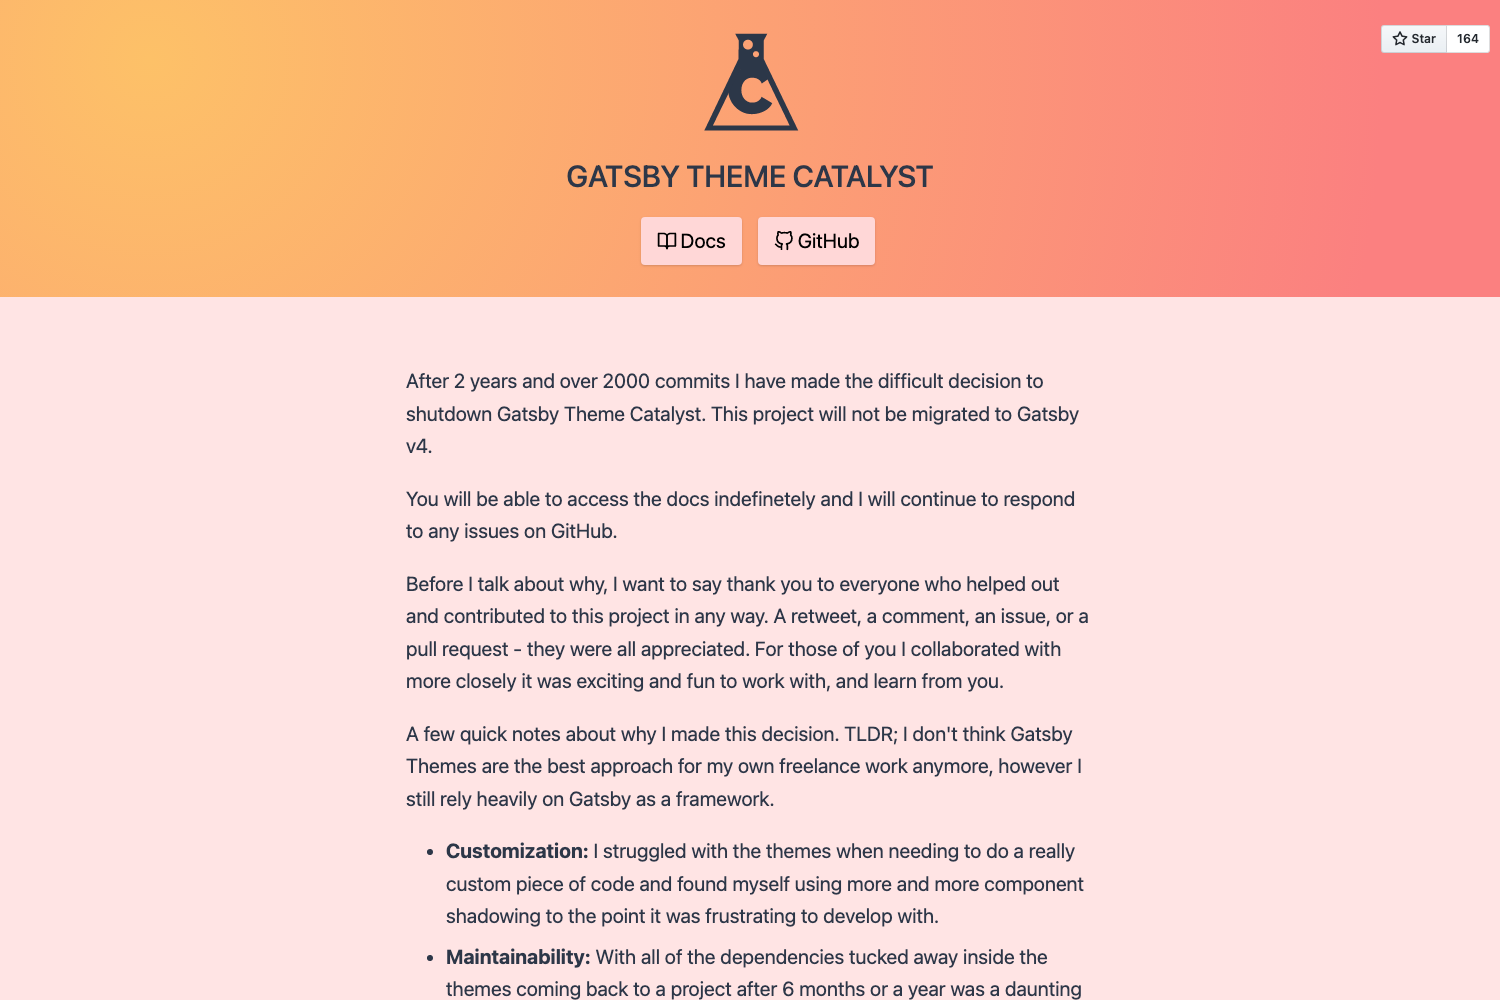 Star 164
C
GATSBY THEME CATALYST
Docs GitHub
After 2 years and over 2000 commits I have made the difficult decision to
shutdown Gatsby Theme Catalyst. This project will not be migrated to Gatsby
v4.
You will be able to access the docs indefinetely and I will continue to respond
to any issues on GitHub.
Before I talk about why, I want to say thank you to everyone who helped out
and contributed to this project in any way. A retweet, a comment, an issue, or a
pull request - they were all appreciated. For those of you I collaborated with
more closely it was exciting and fun to work with, and learn from you.
A few quick notes about why I made this decision. TLDR; I don't think Gatsby
Themes are the best approach for my own freelance work anymore, however I
still rely heavily on Gatsby as a framework.
• Customization: I struggled with the themes when needing to do a really
custom piece of code and found myself using more and more component
shadowing to the point it was frustrating to develop with.
• Maintainability: With all of the dependencies tucked away inside the
themes coming back to a project after 6 months or a year was a daunting